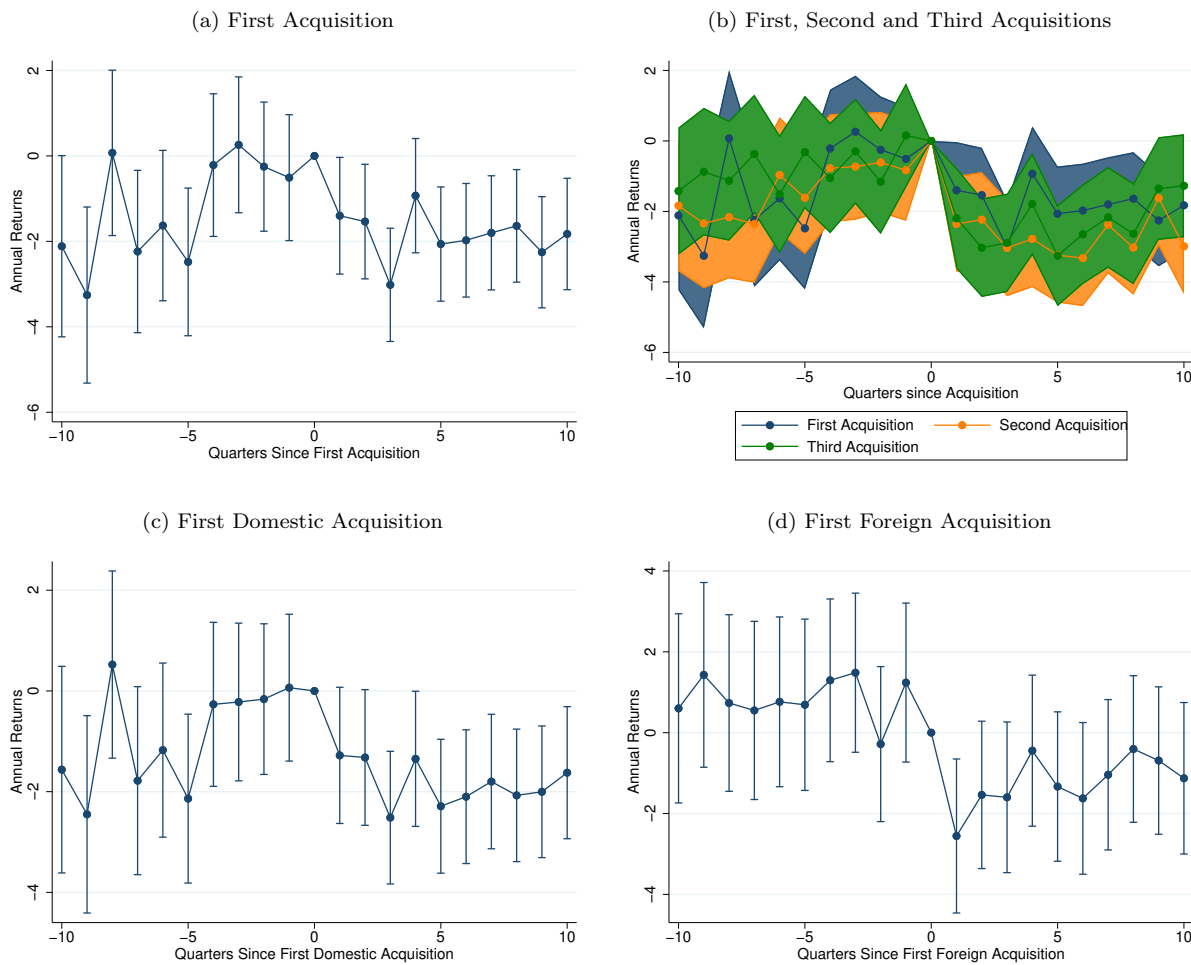 (a) First Acquisition
2
0
−2
−4
−6
Annual Returns
−10
−5
0
5
10
Quarters Since First Acquisition
(b) First, Second and Third Acquisitions
2
0
−2
−4
−6
Annual Returns
−10
−5
0
5
10
Quarters since Acquisition
First Acquisition
Second Acquisition
Third Acquisition
(c) First Domestic Acquisition
2
0
−2
−4
Annual Returns
−10
−5
0
5
10
Quarters Since First Domestic Acquisition
(d) First Foreign Acquisition
4
2
0
−2
−4
Annual Returns
−10
−5
0
5
10
Quarters Since First Foreign Acquisition